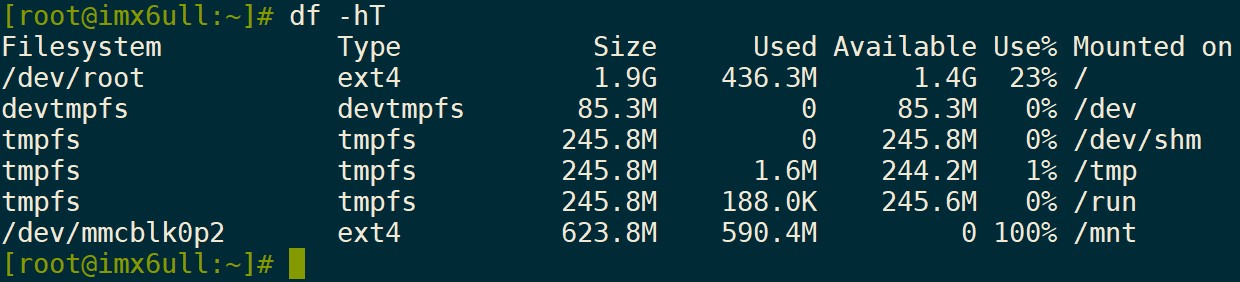 [root@imx6ull:~]# df -hT
Filesystem           Type            Size      Used Available Use% Mounted on
/dev/root            ext4            1.9G    436.3M      1.4G  23% /
devtmpfs             devtmpfs       85.3M         0     85.3M   0% /dev
tmpfs                tmpfs         245.8M         0    245.8M   0% /dev/shm
tmpfs                tmpfs         245.8M      1.6M    244.2M   1% /tmp
tmpfs                tmpfs         245.8M    188.0K    245.6M   0% /run
/dev/mmcblk0p2       ext4          623.8M    590.4M         0 100% /mnt
[root@imx6ull:~]#